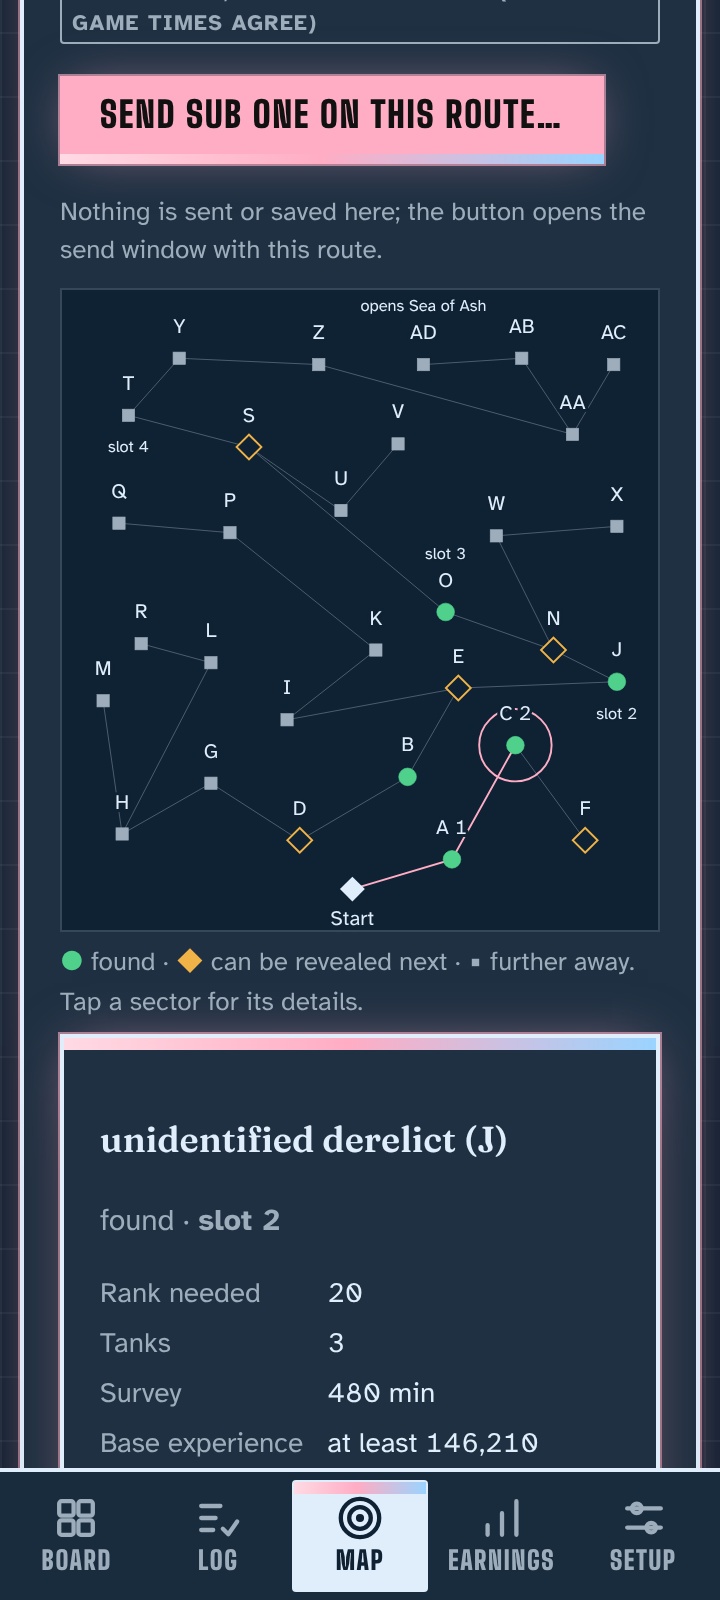 GAME TIMES AGREE)
SEND SUB ONE ON THIS ROUTE…
Nothing is sent or saved here; the button opens the
send window with this route.
opens Sea of Ash
Y
Z
AD
AB
AC
T
S
V
AA
slot 4
Q
P
U
W
X
slot 3
O
R
L
K
N
M
I
E
J
C·2
slot 2
G
B
H
D
A 1
F
Start
found · can be revealed next · further away.
Tap a sector for its details.
unidentified derelict (J)
found · slot 2
Rank needed 20
Tanks 3
Survey 480 min
Base experience at least 146,210
BOARD LOG MAP EARNINGS SETUP